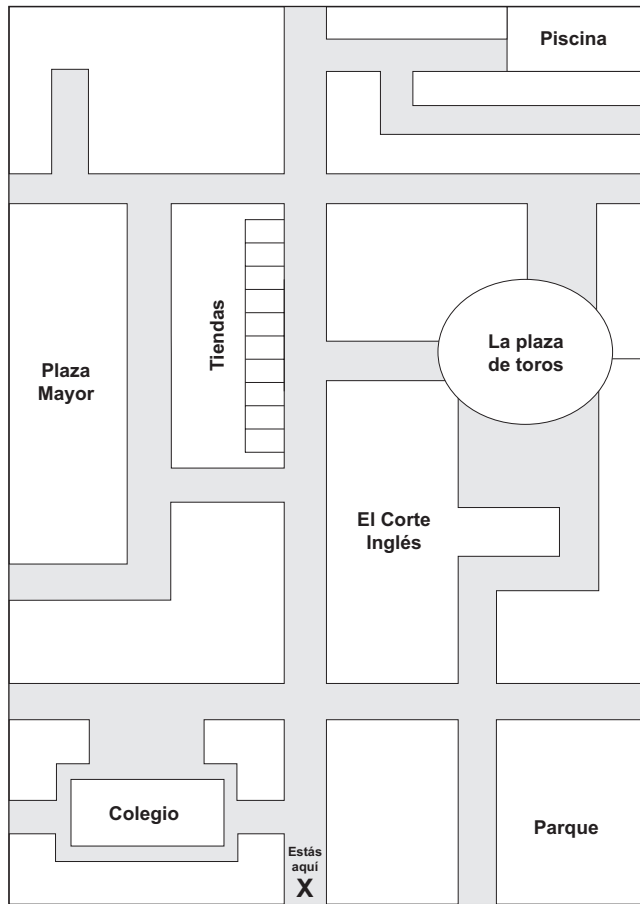 Piscina
Tiendas
La plaza
de toros
Plaza
Mayor
El Corte
Inglés
Colegio
Parque
Estás
aquí
X